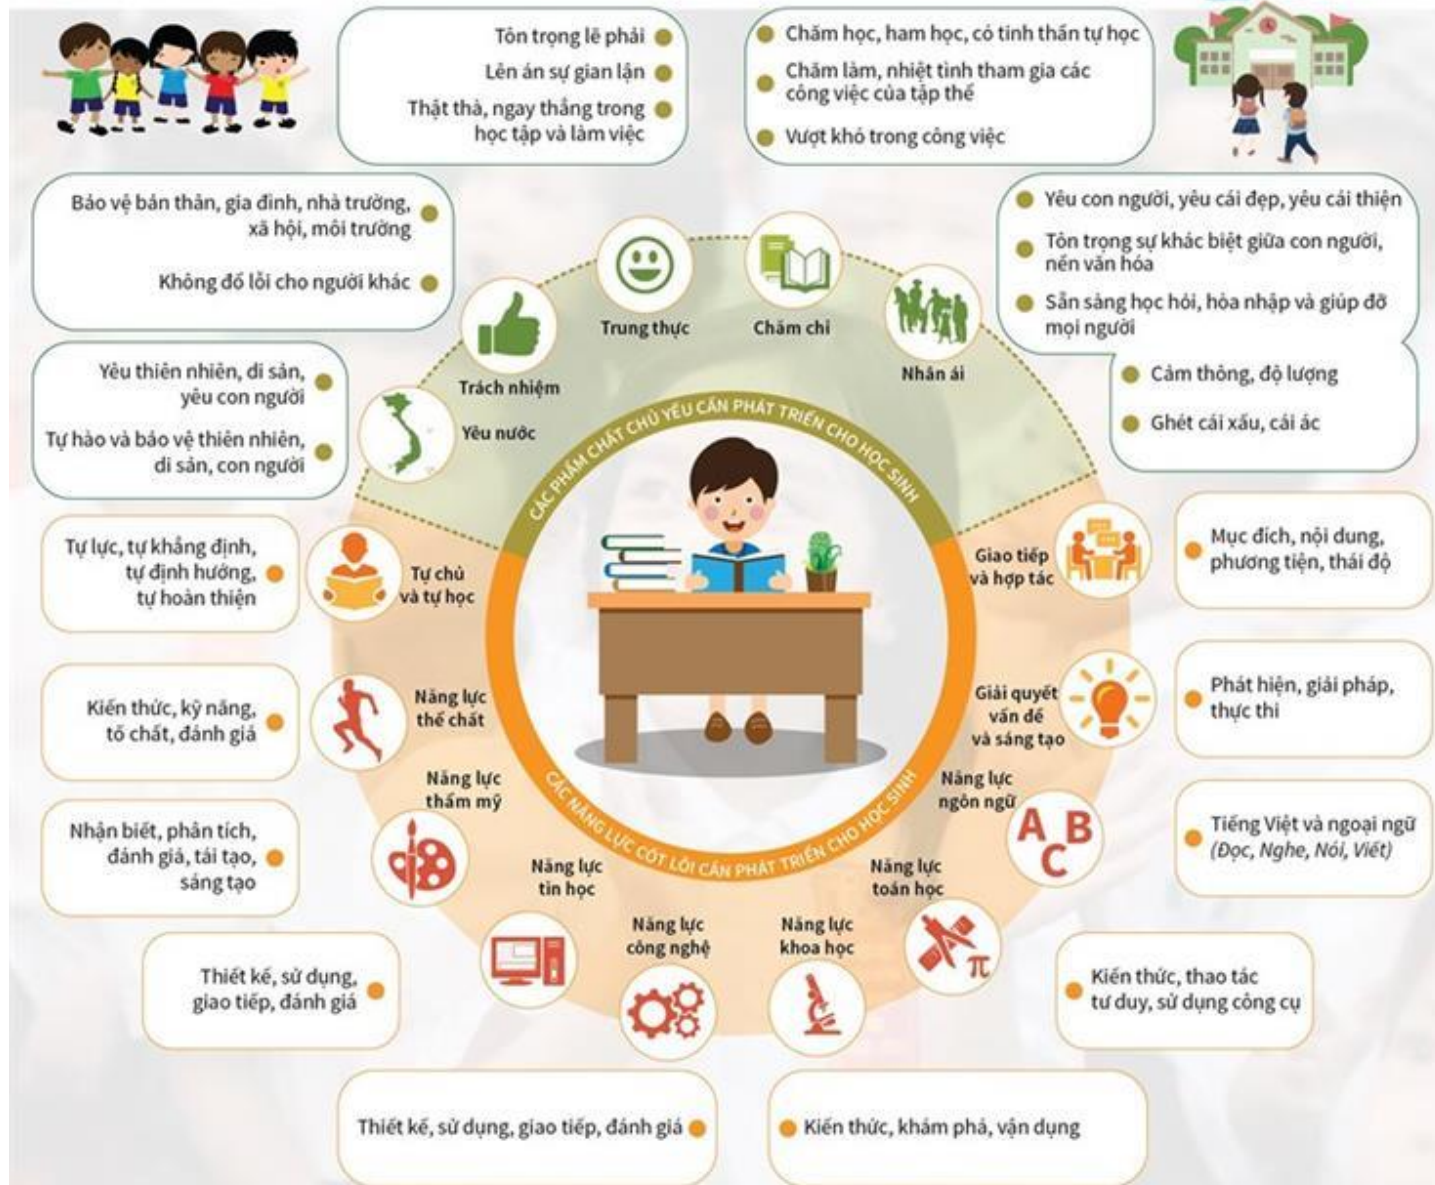 Tôn trọng lẽ phải
Lên án sự gian lận
Thật thà, ngay thẳng trong
học tập và làm việc
Chăm học, ham học, có tinh thần tự học
Chăm làm, nhiệt tình tham gia các
công việc của tập thể
Vượt khó trong công việc
Bảo vệ bản thân, gia đình, nhà trường,
xã hội, môi trường
Không đổ lỗi cho người khác
Yêu con người, yêu cái đẹp, yêu cái thiện
Tôn trọng sự khác biệt giữa con người,
nền văn hóa
Sẵn sàng học hỏi, hòa nhập và giúp đỡ
mọi người
Cảm thông, độ lượng
Ghét cái xấu, cái ác
Yêu thiên nhiên, di sản,
yêu con người
Tự hào và bảo vệ thiên nhiên,
di sản, con người
Yêu nước
Trách nhiệm
Trung thực
Chăm chỉ
Nhân ái
CÁC PHẨM CHẤT CHỦ YẾU CẦN PHÁT TRIỂN CHO HỌC SINH
Tự lực, tự khẳng định,
tự định hướng,
tự hoàn thiện
Tự chủ
và tự học
Giao tiếp
và hợp tác
Mục đích, nội dung,
phương tiện, thái độ
Kiến thức, kỹ năng,
tố chất, đánh giá
Năng lực
thể chất
Giải quyết
vấn đề
và sáng tạo
Phát hiện, giải pháp,
thực thi
Nhận biết, phân tích,
đánh giá, tái tạo,
sáng tạo
Năng lực
thẩm mỹ
Năng lực
ngôn ngữ
A B
C
Tiếng Việt và ngoại ngữ
(Đọc, Nghe, Nói, Viết)
CÁC NĂNG LỰC CỐT LÕI CẦN PHÁT TRIỂN CHO HỌC SINH
Thiết kế, sử dụng,
giao tiếp, đánh giá
Năng lực
tin học
Năng lực
công nghệ
Năng lực
khoa học
Năng lực
toán học
π
Kiến thức, thao tác
tư duy, sử dụng công cụ
Thiết kế, sử dụng, giao tiếp, đánh giá
Kiến thức, khám phá, vận dụng